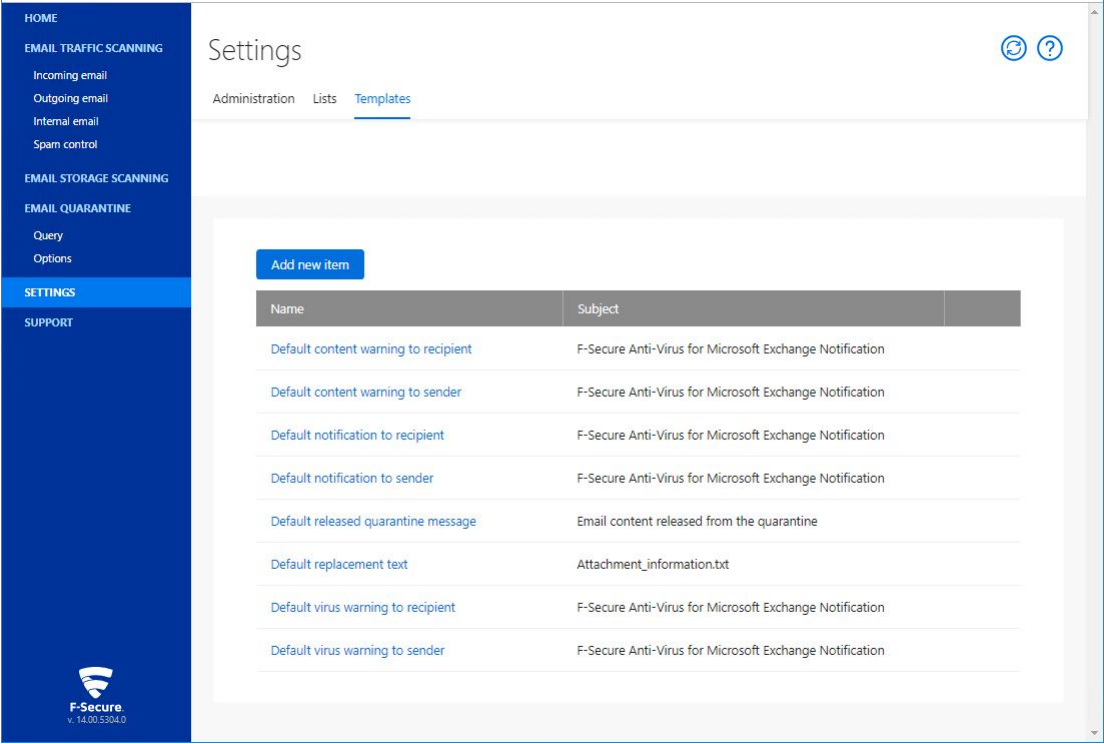 HOME
EMAIL TRAFFIC SCANNING
Incoming email
Outgoing email
Internal email
Spam control
EMAIL STORAGE SCANNING
EMAIL QUARANTINE
Query
Options
SETTINGS
SUPPORT
F-Secure.
v. 14.00.5304.0
Settings
?
Administration Lists Templates
Add new item
Name Subject
Default content warning to recipient F-Secure Anti-Virus for Microsoft Exchange Notification
Default content warning to sender F-Secure Anti-Virus for Microsoft Exchange Notification
Default notification to recipient F-Secure Anti-Virus for Microsoft Exchange Notification
Default notification to sender F-Secure Anti-Virus for Microsoft Exchange Notification
Default released quarantine message Email content released from the quarantine
Default replacement text Attachment_information.txt
Default virus warning to recipient F-Secure Anti-Virus for Microsoft Exchange Notification
Default virus warning to sender F-Secure Anti-Virus for Microsoft Exchange Notification